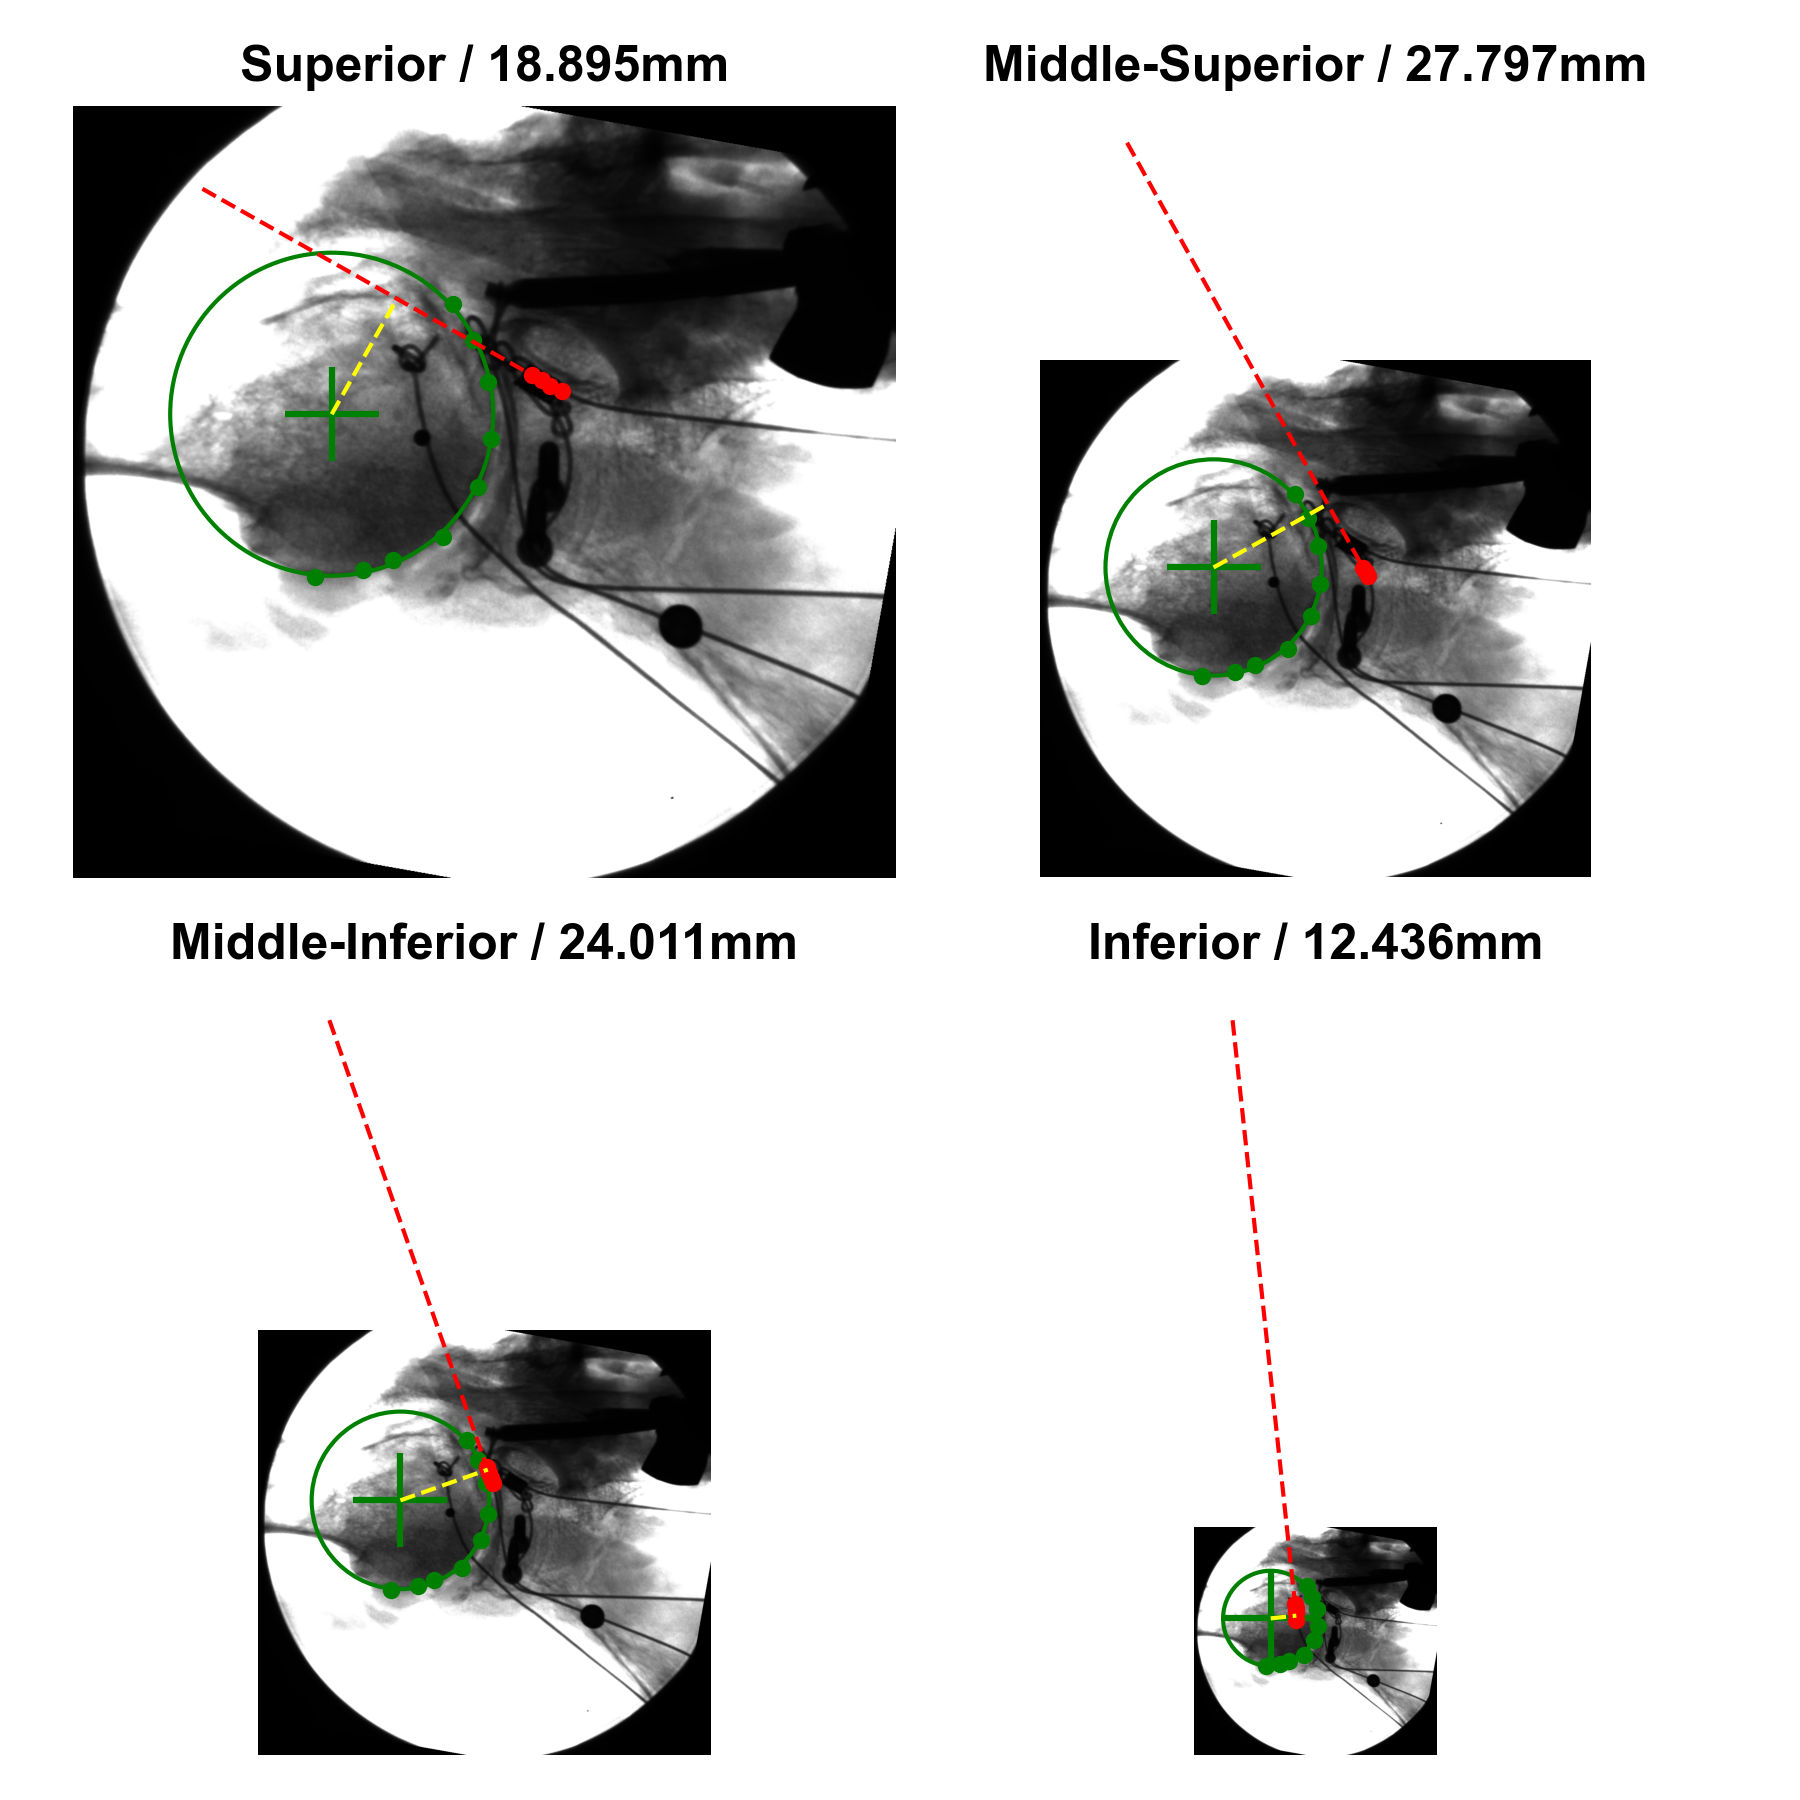 Superior / 18.895mm
Middle-Superior / 27.797mm
Middle-Inferior / 24.011mm
Inferior / 12.436mm